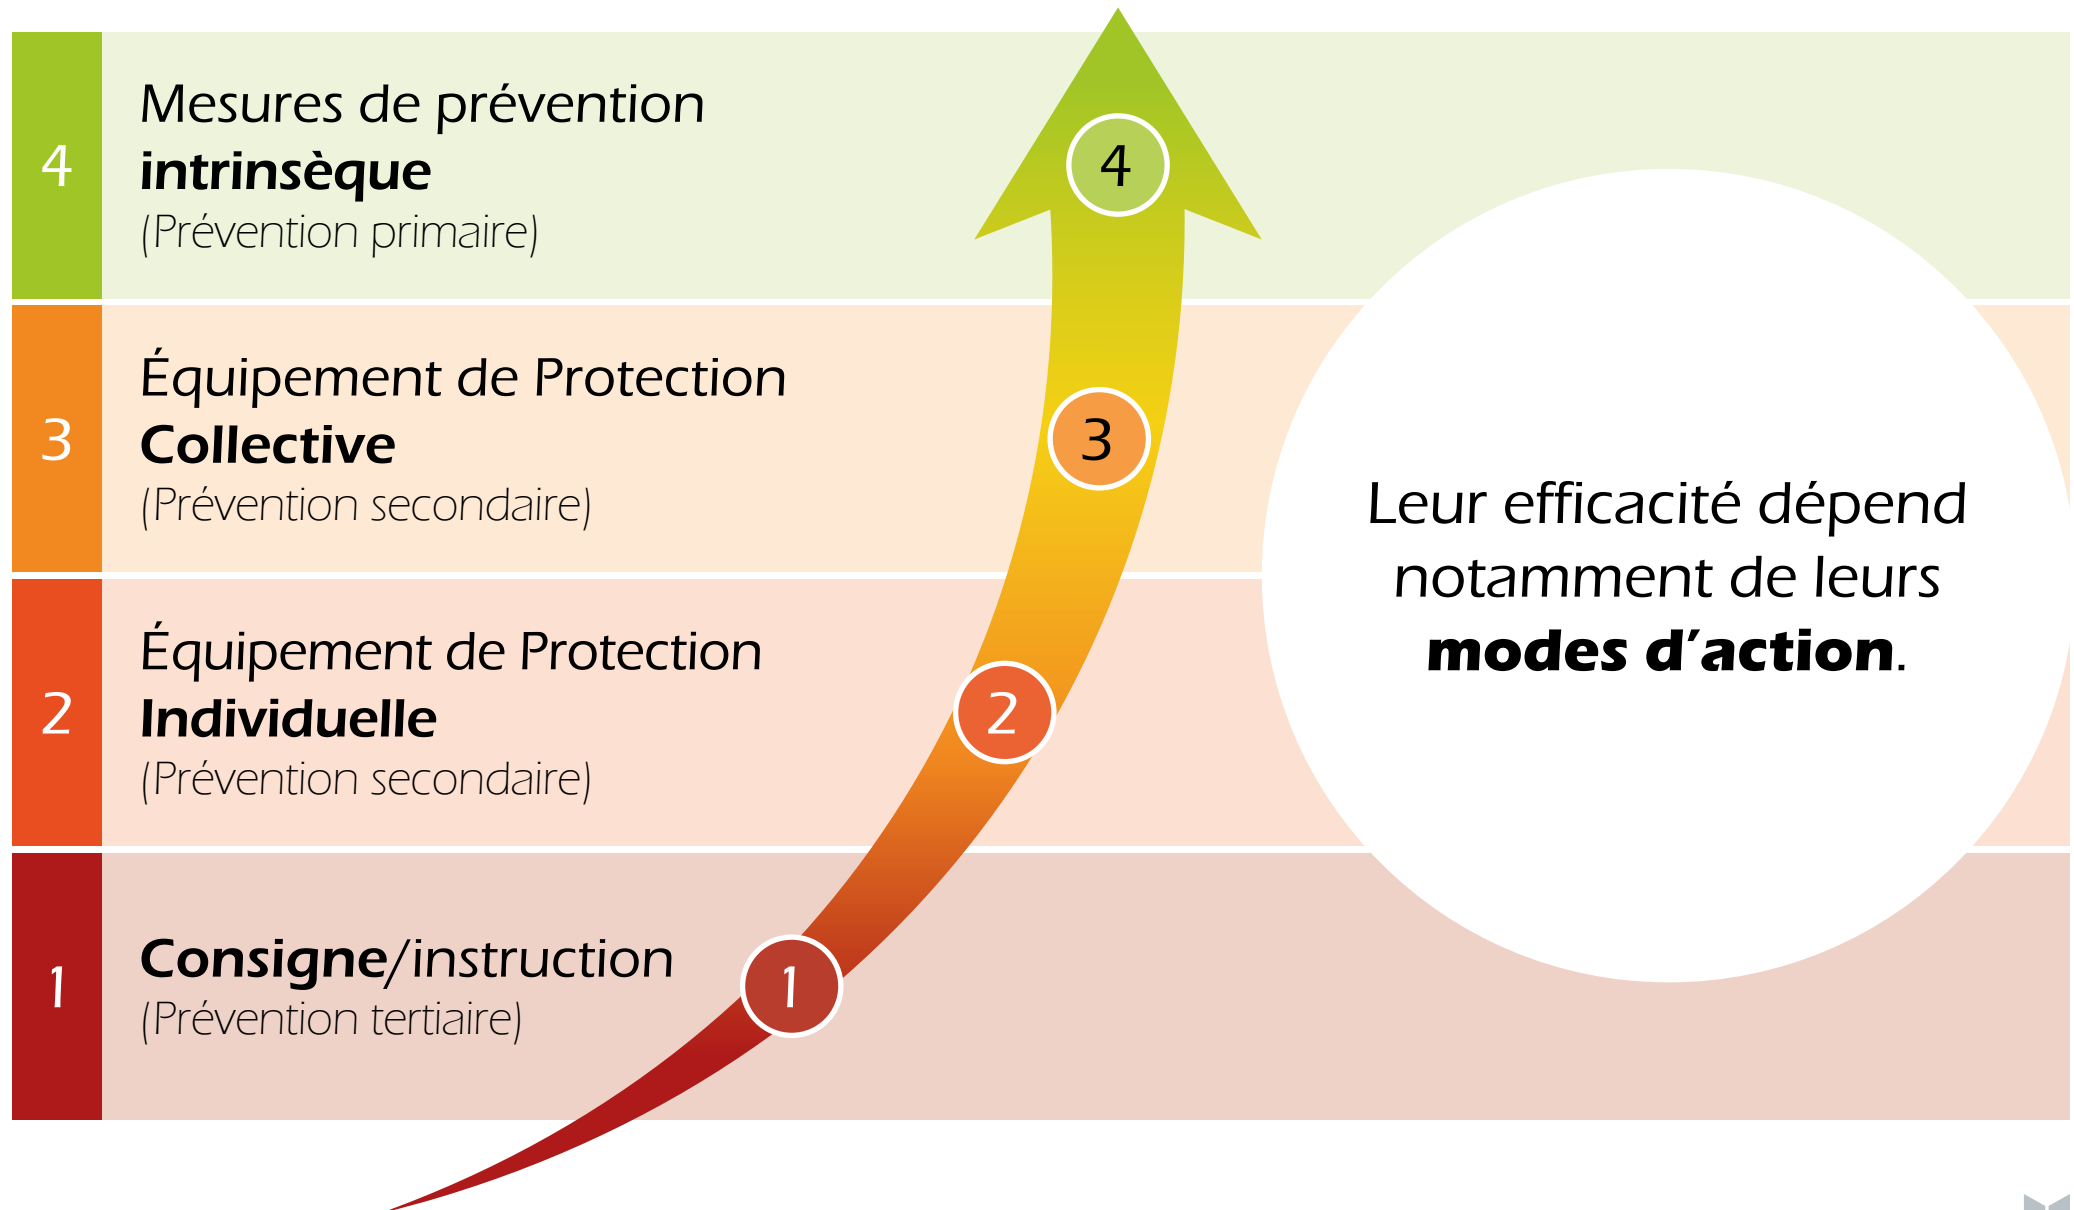 4
Mesures de prévention
intrinsèque
(Prévention primaire)
4
3
Équipement de Protection
Collective
(Prévention secondaire)
3
Leur efficacité dépend
notamment de leurs
modes d’action.
2
Équipement de Protection
Individuelle
(Prévention secondaire)
2
1
Consigne/instruction
(Prévention tertiaire)
1